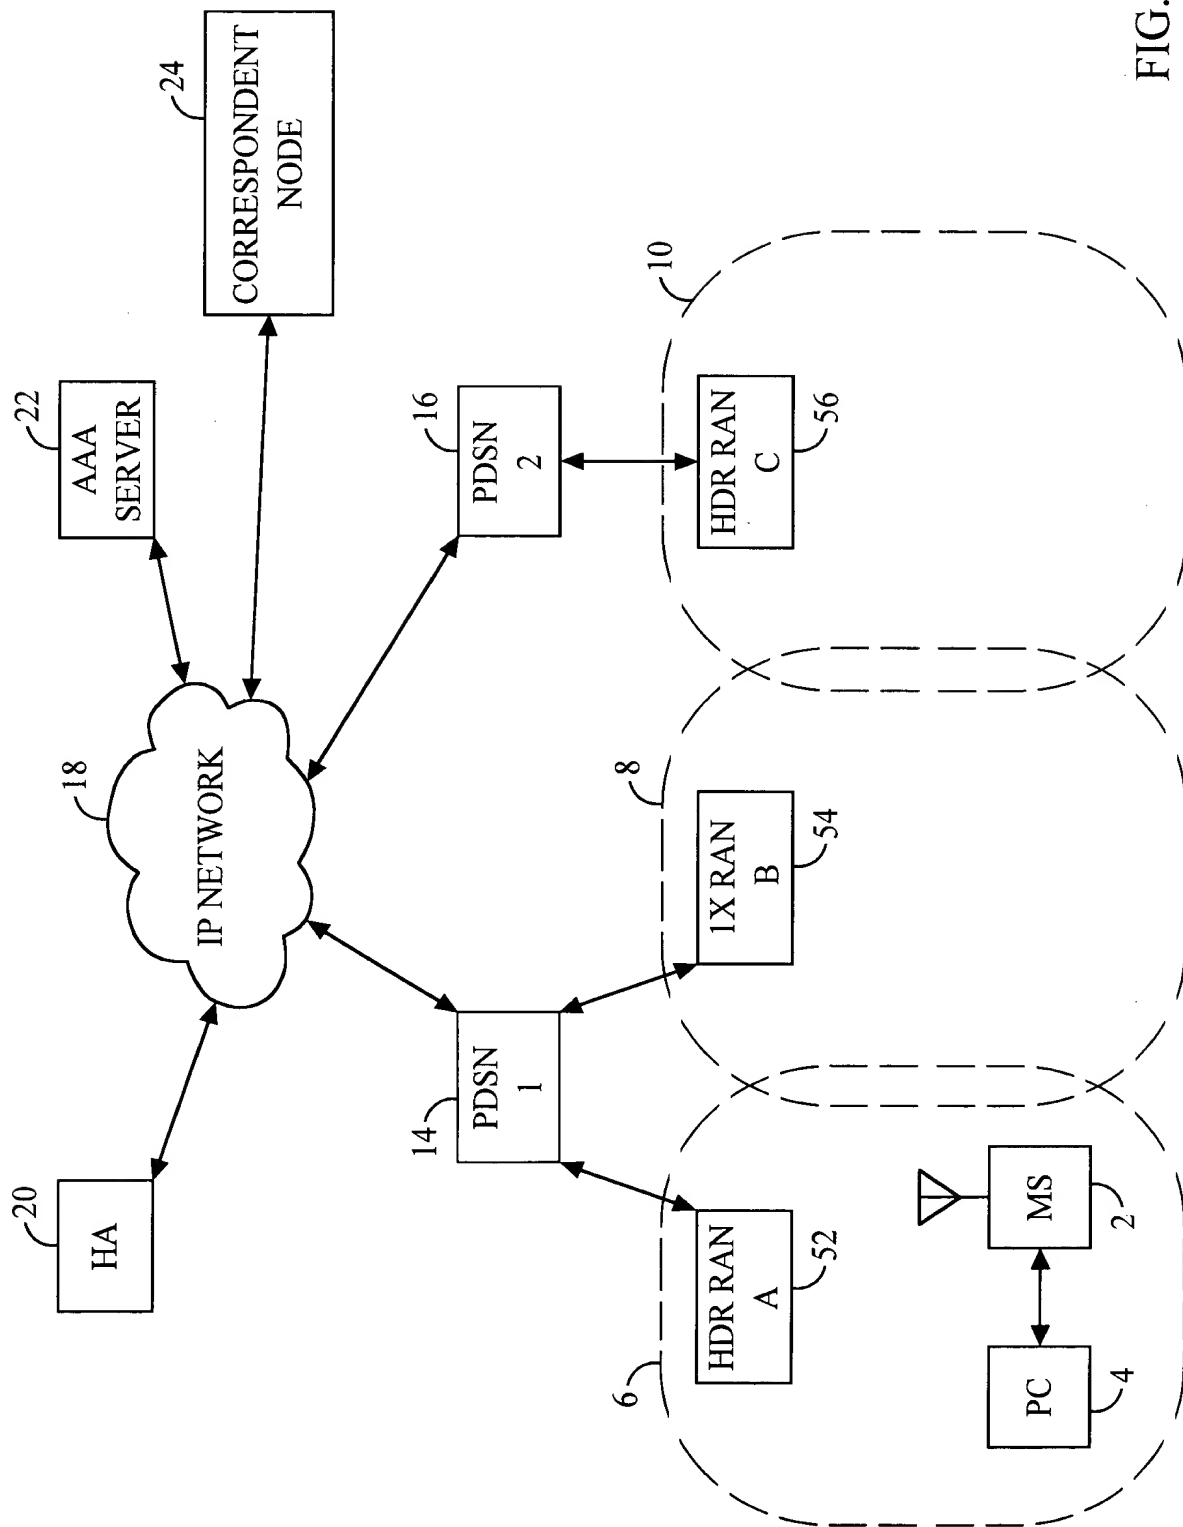 20
HA
18
IP NETWORK
22
AAA
SERVER
24
CORRESPONDENT
NODE
14
PDSN
1
16
PDSN
2
6
HDR RAN
A
52
8
1X RAN
B
54
10
HDR RAN
C
56
PC
4
MS
2
FIG.